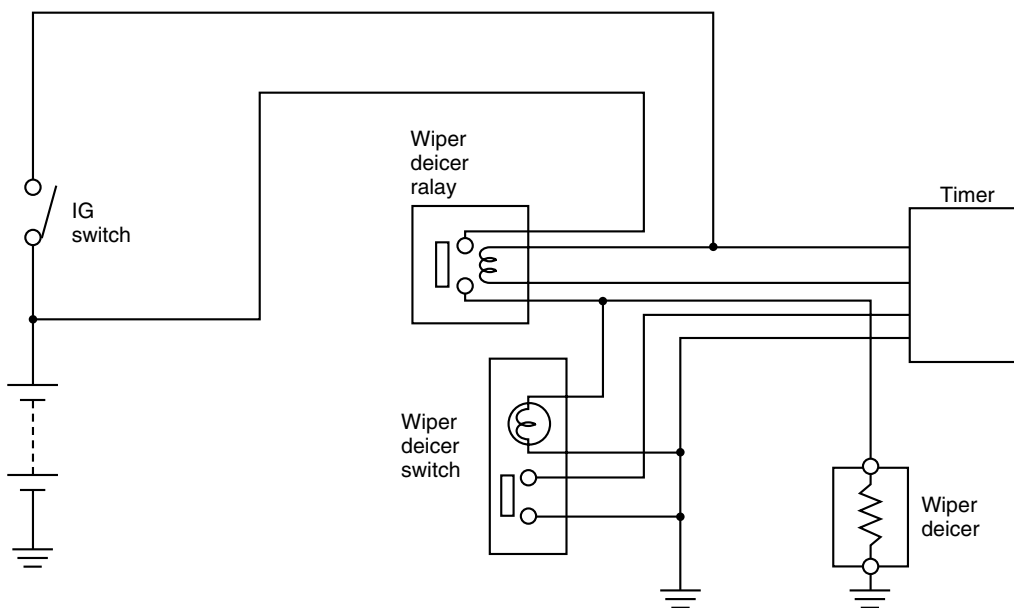 Wiper
deicer
ralay
IG
switch
Timer
Wiper
deicer
switch
Wiper
deicer